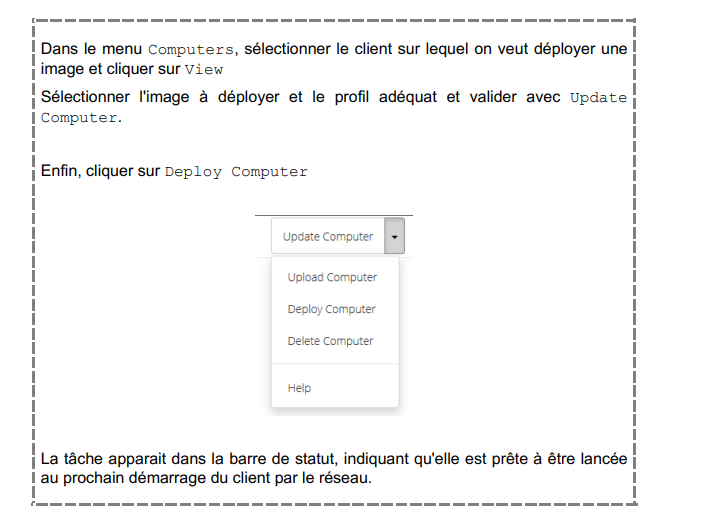 Dans le menu Computers, sélectionner le client sur lequel on veut déployer une
image et cliquer sur View
Sélectionner l'image à déployer et le profil adéquat et valider avec Update
Computer.
Enfin, cliquer sur Deploy Computer
Update Computer
Upload Computer
Deploy Computer
Delete Computer
Help
La tâche apparait dans la barre de statut, indiquant qu'elle est prête à être lancée
au prochain démarrage du client par le réseau.